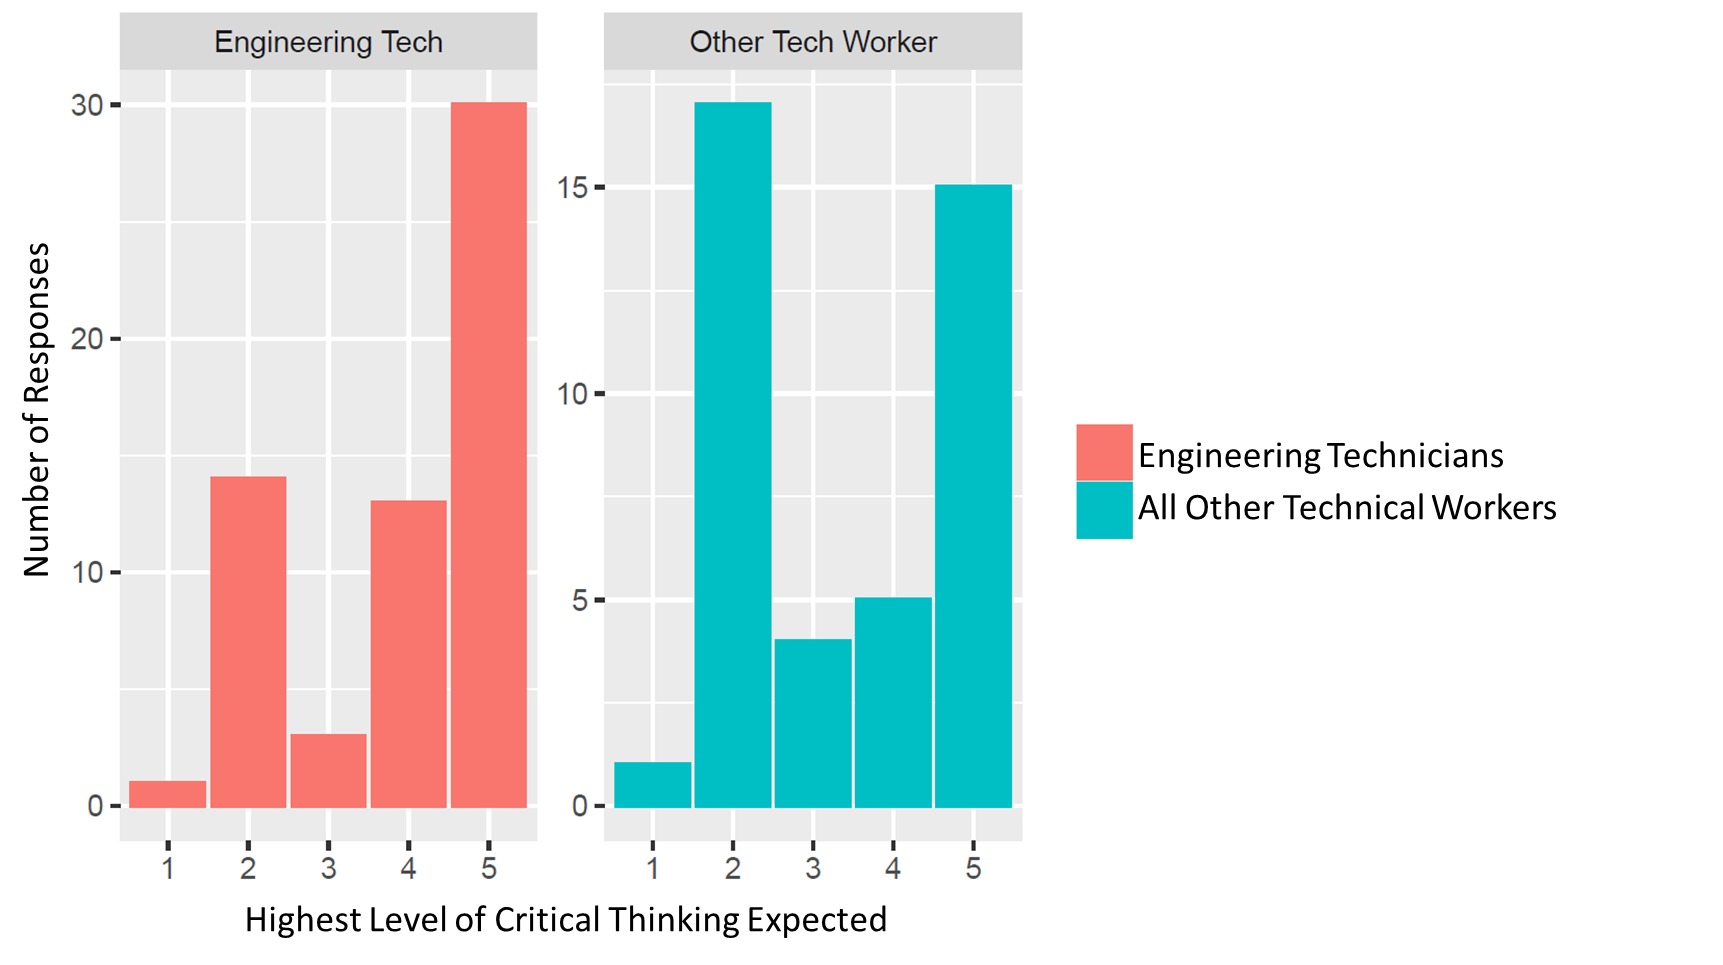 Engineering Tech
Other Tech Worker
Number of Responses
30
20
10
0
15
10
5
0
1 2 3 4 5
1 2 3 4 5
Highest Level of Critical Thinking Expected
Engineering Technicians
All Other Technical Workers